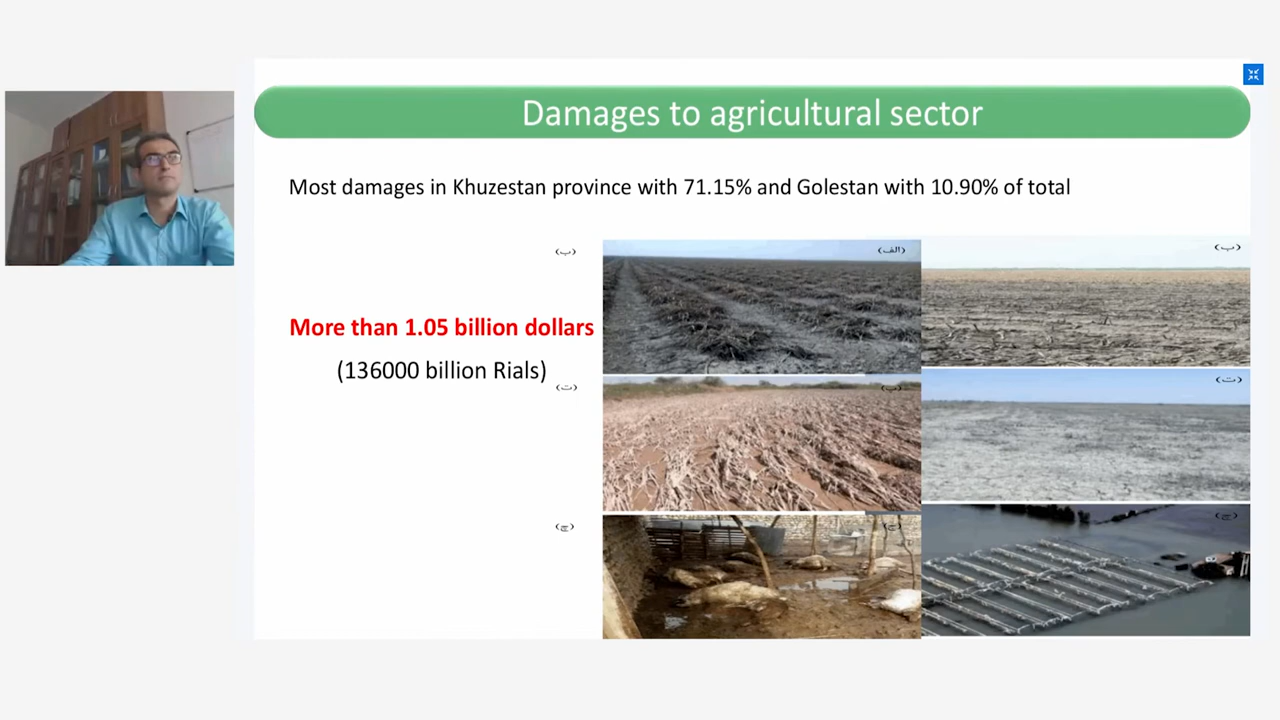 Damages to agricultural sector
Most damages in Khuzestan province with 71.15% and Golestan with 10.90% of total
(ب)
(الف)
(ب)
More than 1.05 billion dollars
(136000 billion Rials)
(ت)
(پ)
(ت)
(ج)
(ج)
(ج)